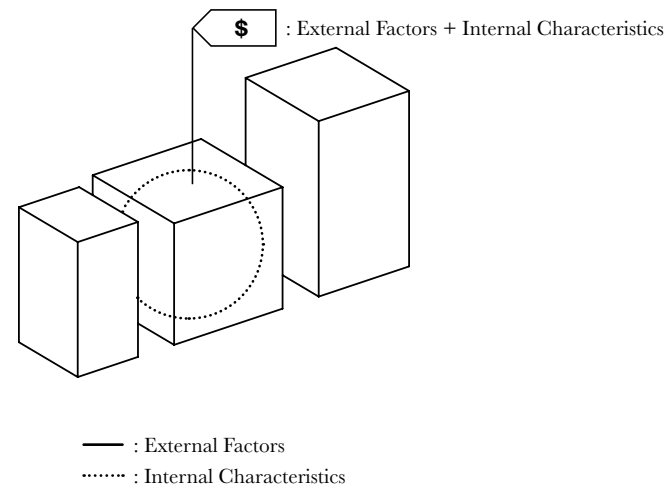 $ : External Factors + Internal Characteristics
: External Factors
: Internal Characteristics